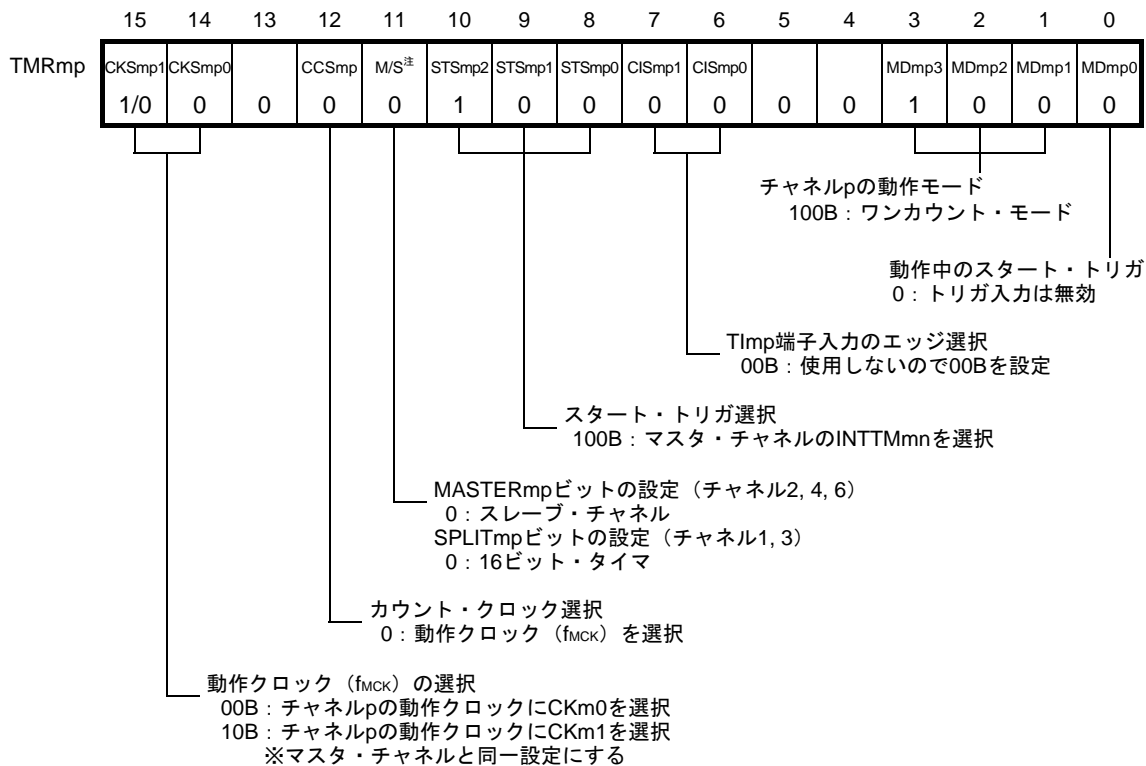 15 14 13 12 11 10 9 8 7 6 5 4 3 2 1 0
TMRmp CKSmp1 CKSmp0 CCSmp M/S注 STSmp2 STSmp1 STSmp0 CISmp1 CISmp0 MDmp3 MDmp2 MDmp1 MDmp0
1/0 0 0 0 0 1 0 0 0 0 0 0 1 0 0 0
チャネルpの動作モード
100B:ワンカウント・モード
動作中のスタート・トリガ
0:トリガ入力は無効
TImp端子入力のエッジ選択
00B:使用しないので00Bを設定
スタート・トリガ選択
100B:マスタ・チャネルのINTTMmnを選択
MASTERmpビットの設定(チャネル2, 4, 6)
0:スレーブ・チャネル
SPLITmpビットの設定(チャネル1, 3)
0:16ビット・タイマ
カウント・クロック選択
0:動作クロック(fMCK)を選択
動作クロック(fMCK)の選択
00B:チャネルpの動作クロックにCKm0を選択
10B:チャネルpの動作クロックにCKm1を選択
※マスタ・チャネルと同一設定にする